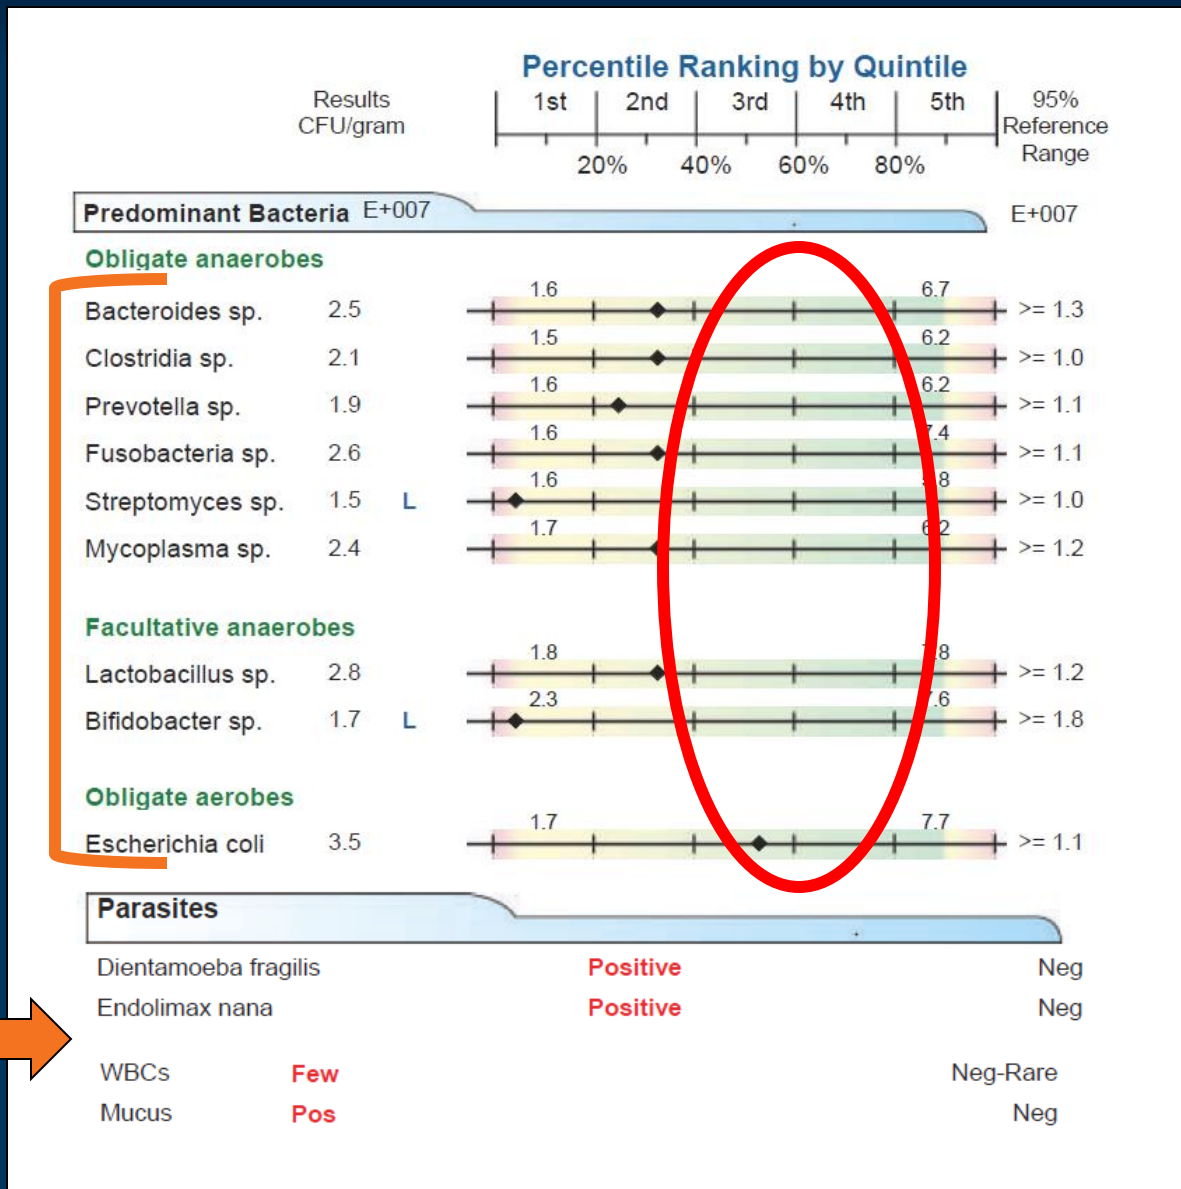 Percentile Ranking by Quintile
Results
CFU/gram
1st 2nd 3rd 4th 5th
95%
Reference
Range
20% 40% 60% 80%
Predominant Bacteria E+007 E+007
Obligate anaerobes
1.6 6.7
Bacteroides sp. 2.5 >= 1.3
1.5 6.2
Clostridia sp. 2.1 >= 1.0
1.6 6.2
Prevotella sp. 1.9 >= 1.1
1.6 7.4
Fusobacteria sp. 2.6 >= 1.1
1.6
Streptomyces sp. 1.5 L >= 1.0
1.7 6.2
Mycoplasma sp. 2.4 >= 1.2
Facultative anaerobes
1.8
Lactobacillus sp. 2.8 >= 1.2
2.3
Bifidobacter sp. 1.7 L >= 1.8
Obligate aerobes
1.7 7.7
Escherichia coli 3.5 >= 1.1
Parasites
Dientamoeba fragilis Positive Neg
Endolimax nana Positive Neg
WBCs Few Neg-Rare
Mucus Pos Neg